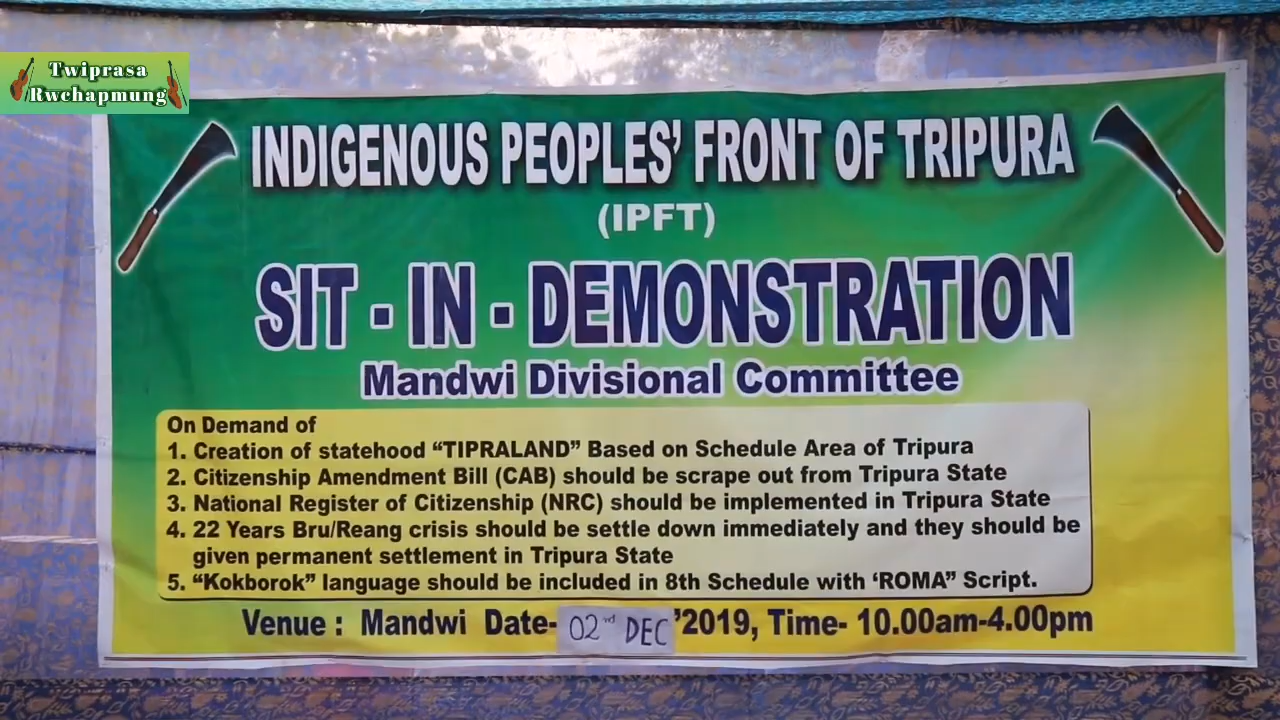 Twiprasa
Rwchapmung
INDIGENOUS PEOPLES' FRONT OF TRIPURA
(IPFT)
SIT - IN - DEMONSTRATION
Mandwi Divisional Committee
On Demand of
1. Creation of statehood “TIPRALAND” Based on Schedule Area of Tripura
2. Citizenship Amendment Bill (CAB) should be scrape out from Tripura State
3. National Register of Citizenship (NRC) should be implemented in Tripura State
4. 22 Years Bru/Reang crisis should be settle down immediately and they should be
given permanent settlement in Tripura State
5. “Kokborok” language should be included in 8th Schedule with ‘ROMA” Script.
Venue : Mandwi Date- 02nd DEC ’2019, Time- 10.00am-4.00pm